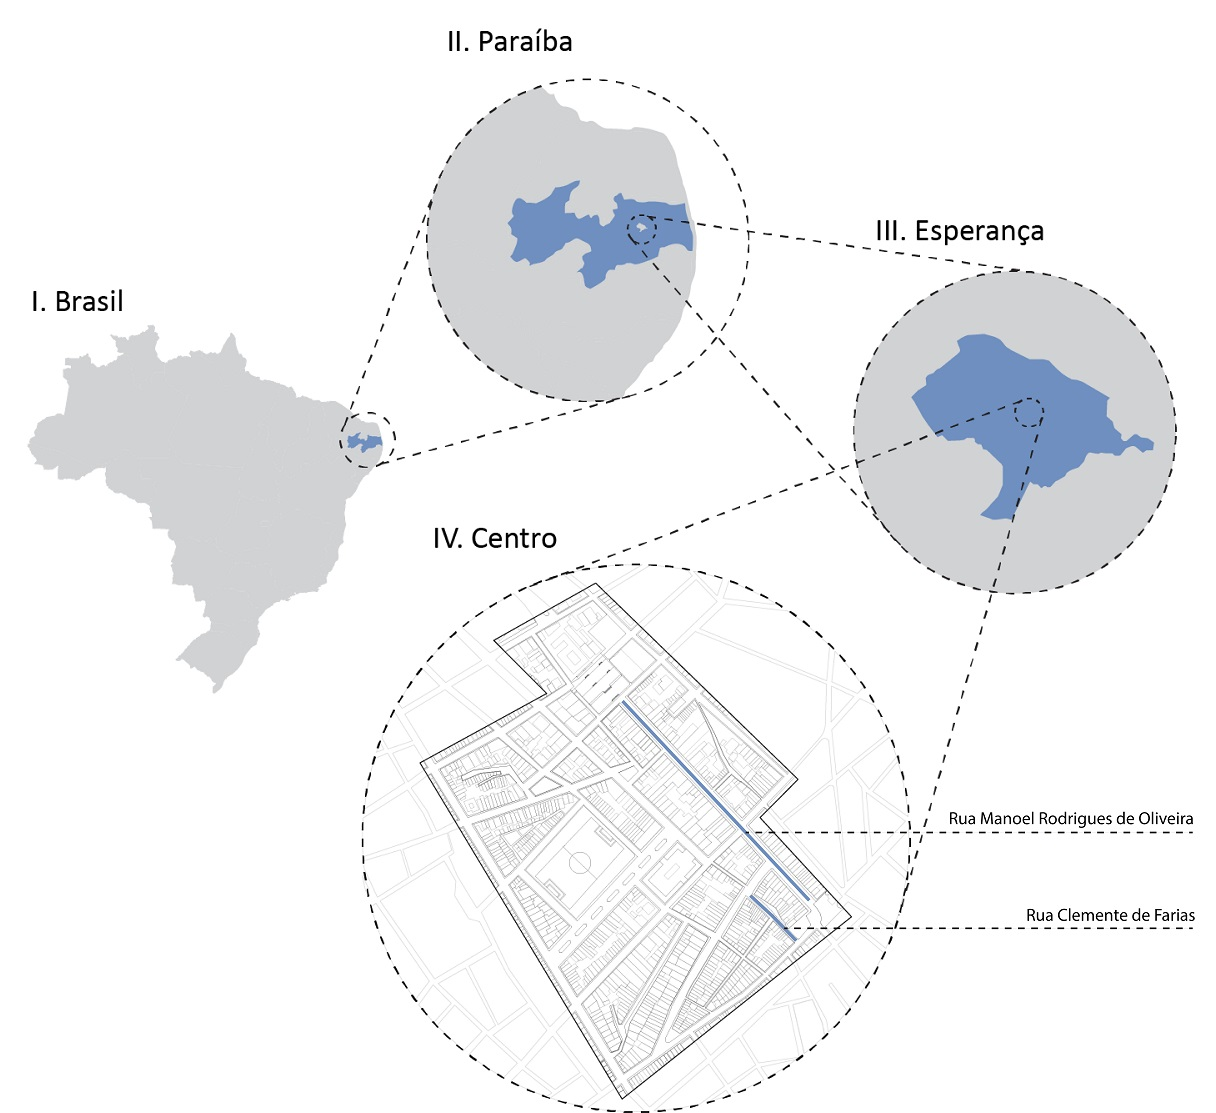 II. Paraíba
III. Esperança
I. Brasil
IV. Centro
Rua Manoel Rodrigues de Oliveira
Rua Clemente de Farias